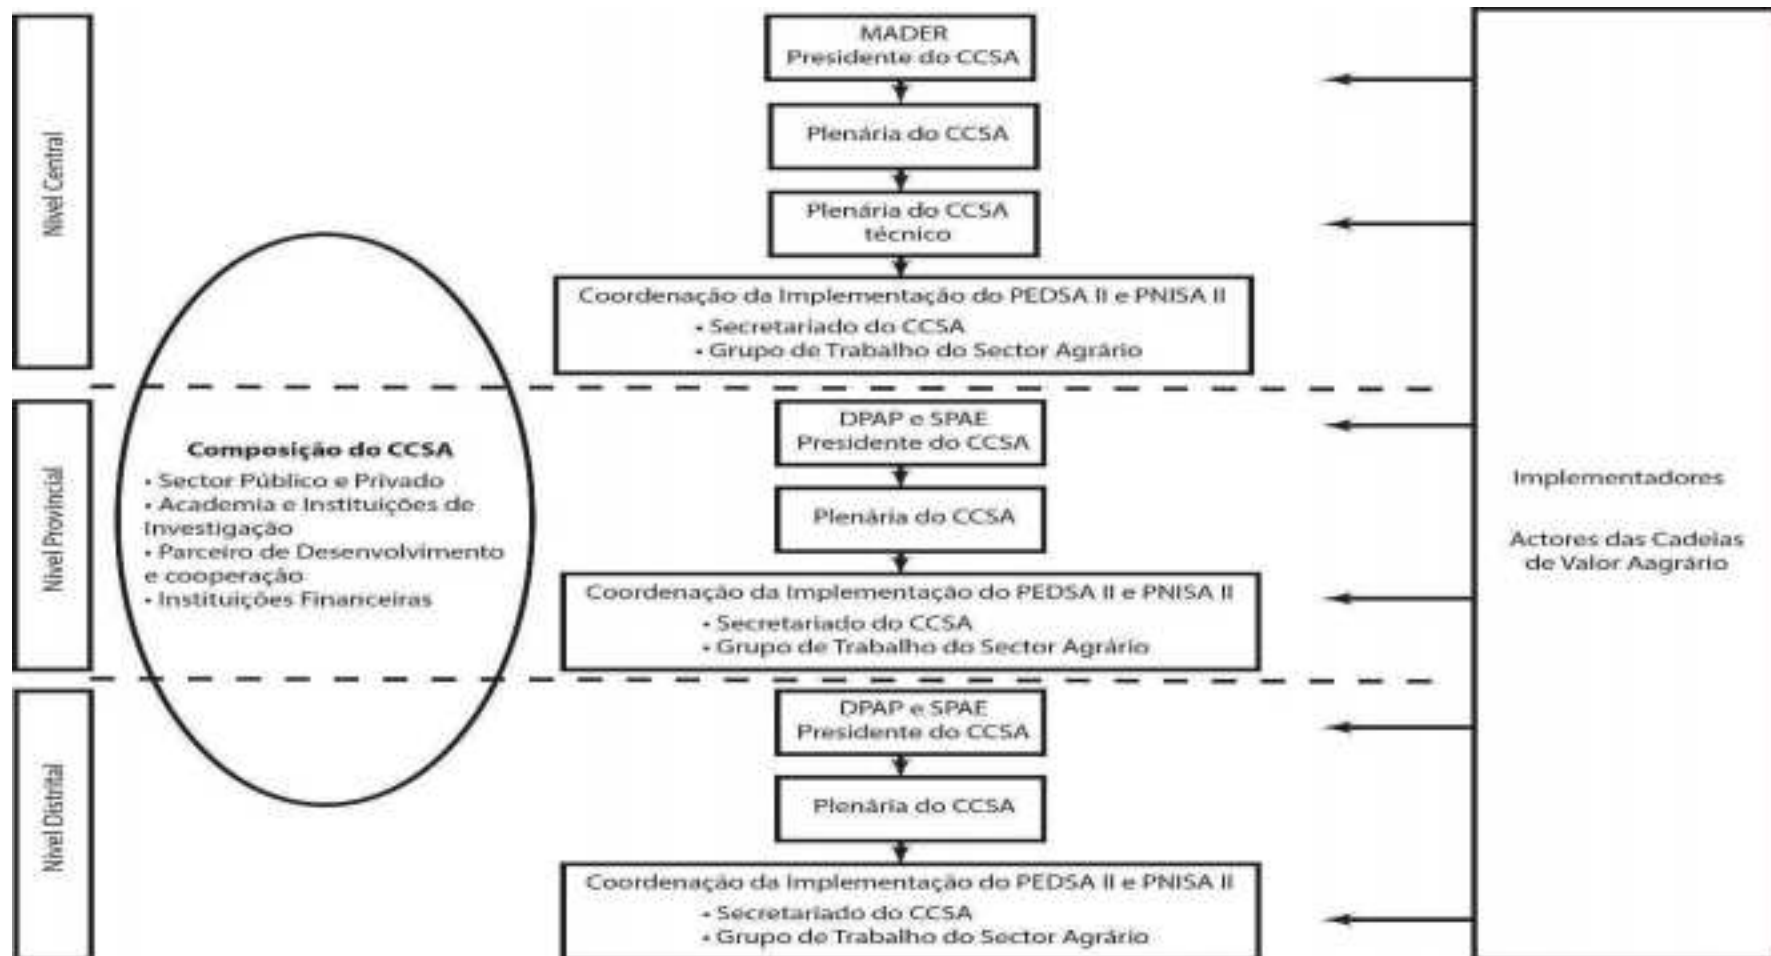 Nível Central
MADER
Presidente do CCSA
Plenária do CCSA
Plenária do CCSA
técnico
Coordenação da Implementação do PEDSA II e PNISA II
• Secretariado do CCSA
• Grupo de Trabalho do Sector Agrário
Nível Provincial
Composição do CCSA
• Sector Público e Privado
• Academia e Instituições de
Investigação
• Parceiro de Desenvolvimento
e cooperação
• Instituições Financeiras
DPAP e SPAE
Presidente do CCSA
Plenária do CCSA
Coordenação da Implementação do PEDSA II e PNISA II
• Secretariado do CCSA
• Grupo de Trabalho do Sector Agrário
Nível Distrital
DPAP e SPAE
Presidente do CCSA
Plenária do CCSA
Coordenação da Implementação do PEDSA II e PNISA II
• Secretariado do CCSA
• Grupo de Trabalho do Sector Agrário
Implementadores
Actores das Cadeias
de Valor Aagrário